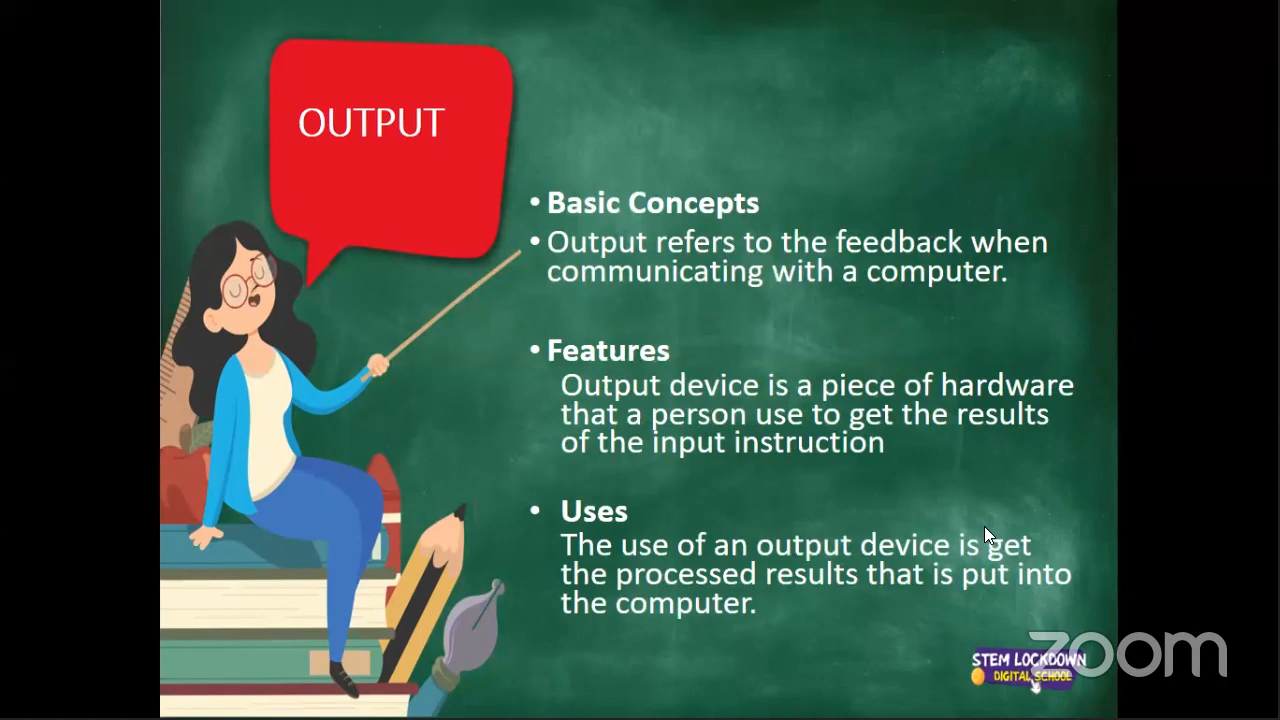 OUTPUT
• Basic Concepts
• Output refers to the feedback when
communicating with a computer.
• Features
Output device is a piece of hardware
that a person use to get the results
of the input instruction
• Uses
The use of an output device is get
the processed results that is put into
the computer.
STEM LOCKDOWN
DIGITAL SCHOOL
zoom